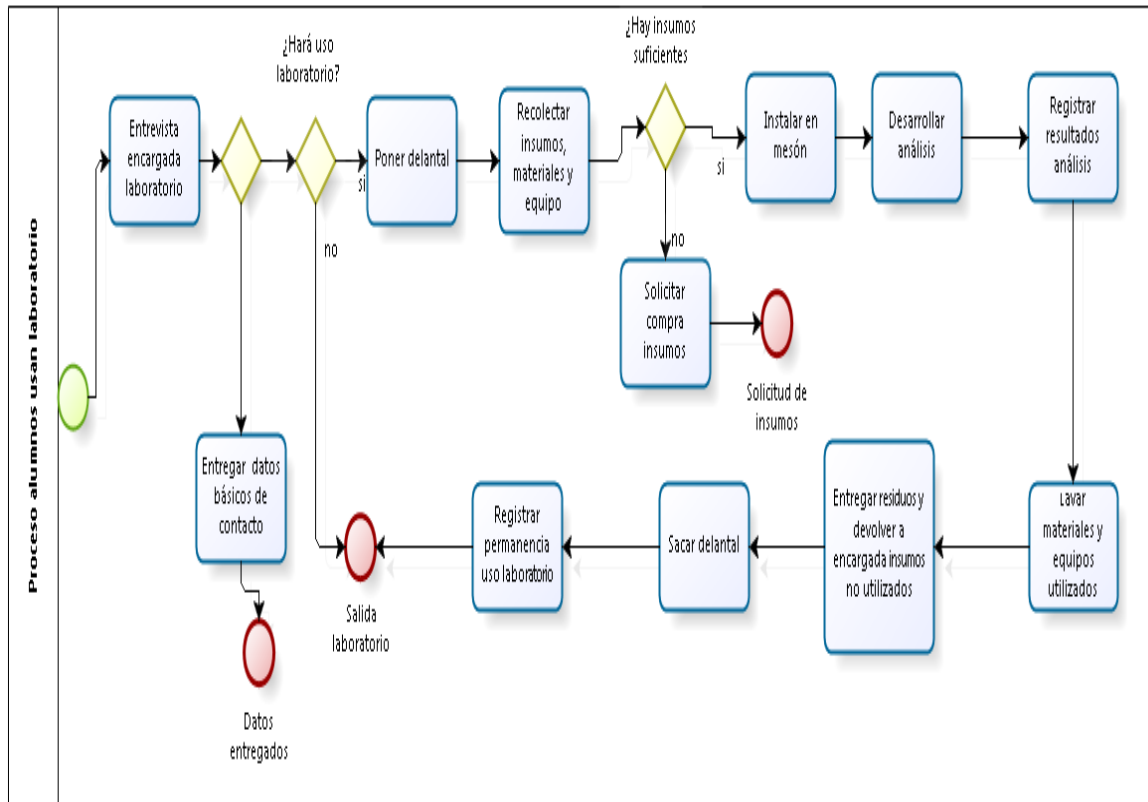 Proceso alumnos usan laboratorio
Entrevista
encargada
laboratorio
¿Hará uso
laboratorio?
si
no
Poner delantal
Recolectar
insumos,
materiales y
equipo
¿Hay insumos
suficientes
si
no
Instalar en
mesón
Desarrollar
análisis
Registrar
resultados
análisis
Solicitar
compra
insumos
Solicitud de
insumos
Entregar datos
básicos de
contacto
Datos
entregados
Salida
laboratorio
Registrar
permanencia
uso laboratorio
Sacar delantal
Entregar residuos y
devolver a
encargada insumos
no utilizados
Lavar
materiales y
equipos
utilizados